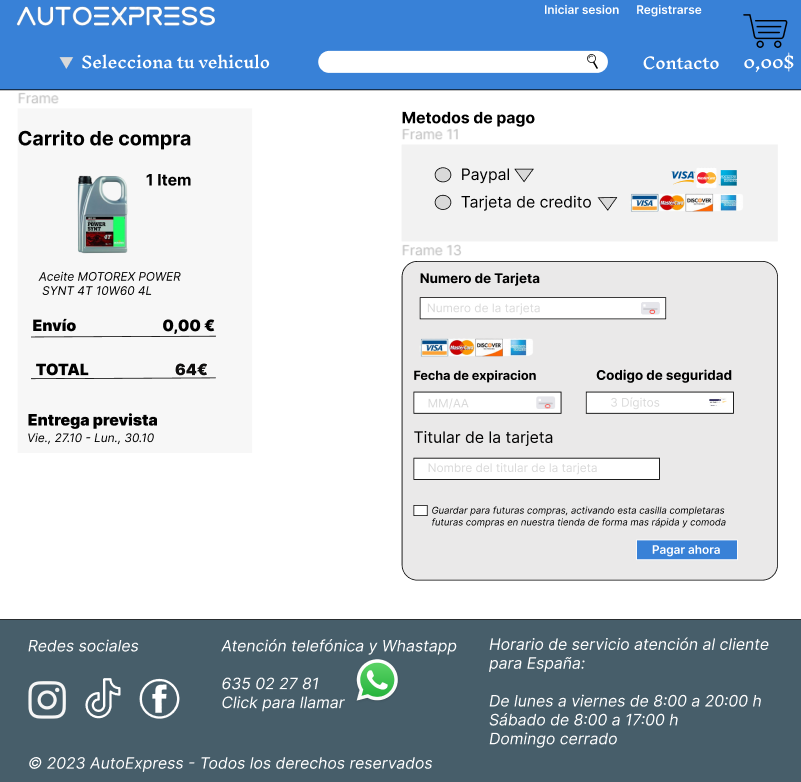 AUTOEXPRESS
Iniciar sesion Registrarse
Selecciona tu vehiculo
Contacto 0,00$
Frame
Carrito de compra
1 Item
POWER
SYNT
4T
Aceite MOTOREX POWER
SYNT 4T 10W60 4L
Envío 0,00 €
TOTAL 64€
Entrega prevista
Vie., 27.10 - Lun., 30.10
Metodos de pago
Frame 11
Paypal VISA MasterCard
Tarjeta de credito VISA MasterCard DISCOVER
Frame 13
Numero de Tarjeta
Numero de la tarjeta
VISA MasterCard DISCOVER
Fecha de expiracion Codigo de seguridad
MM/AA 3 Dígitos
Titular de la tarjeta
Nombre del titular de la tarjeta
Guardar para futuras compras, activando esta casilla completaras
futuras compras en nuestra tienda de forma mas rápida y comoda
Pagar ahora
Redes sociales
Atención telefónica y Whastapp
635 02 27 81
Click para llamar
Horario de servicio atención al cliente
para España:
De lunes a viernes de 8:00 a 20:00 h
Sábado de 8:00 a 17:00 h
Domingo cerrado
© 2023 AutoExpress - Todos los derechos reservados